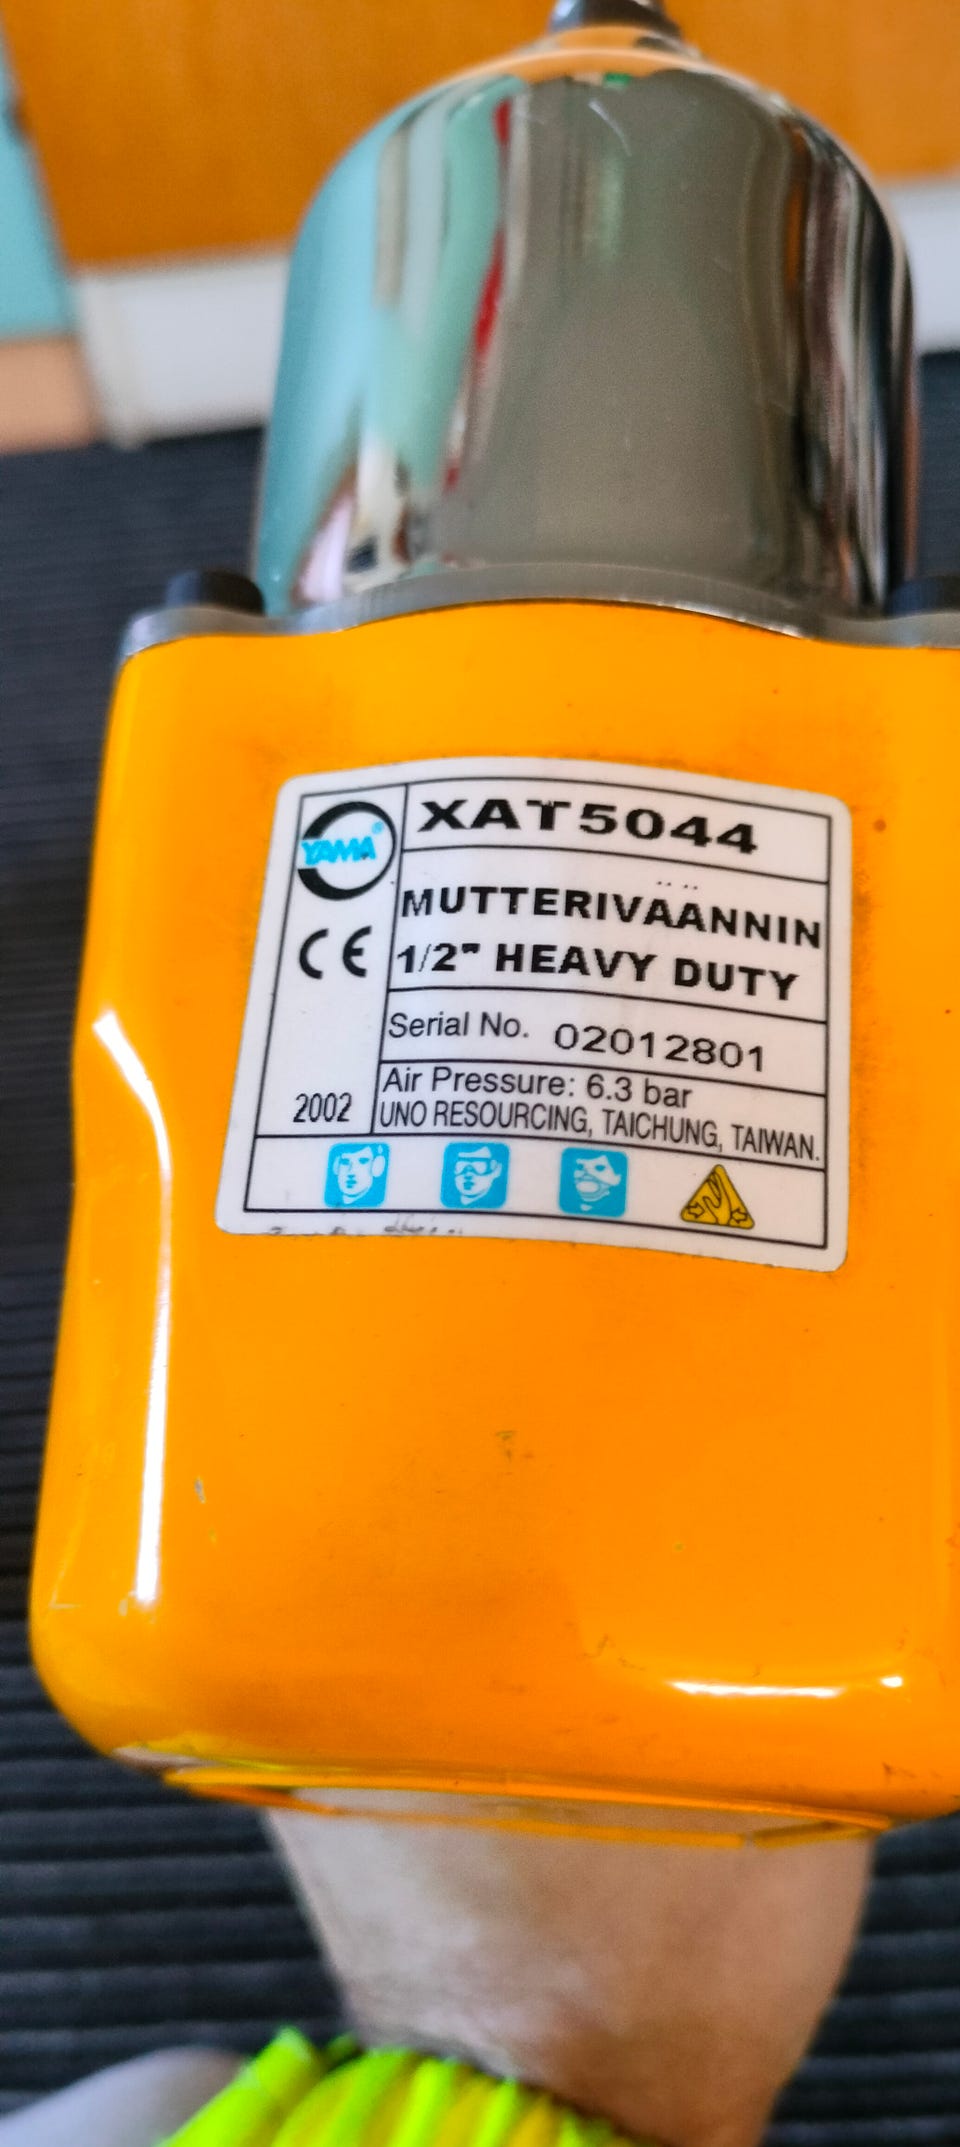 XAT5044
YAMA®
MUTTERIVÄÄNNIN
1/2" HEAVY DUTY
CE
Serial No. 02012801
Air Pressure: 6.3 bar
2002
UNO RESOURCING, TAICHUNG, TAIWAN.